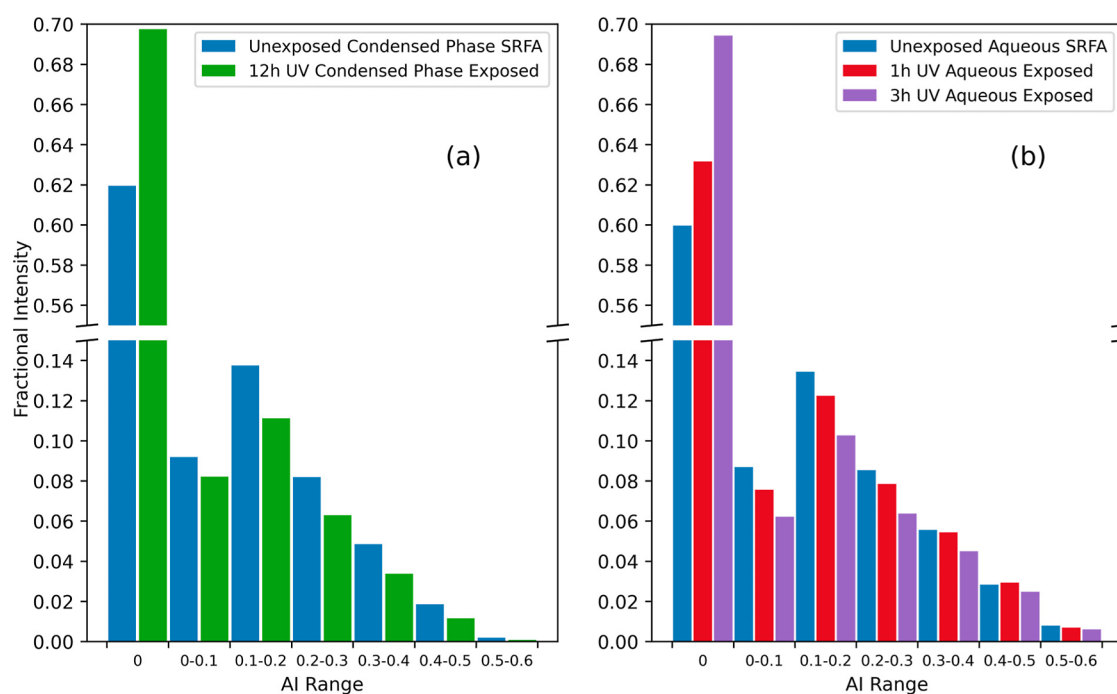 Fractional Intensity
0.70
0.68
0.66
0.64
0.62
0.60
0.58
0.56
0.14
0.12
0.10
0.08
0.06
0.04
0.02
0.00
Unexposed Condensed Phase SRFA
12h UV Condensed Phase Exposed
(a)
0 0-0.1 0.1-0.2 0.2-0.3 0.3-0.4 0.4-0.5 0.5-0.6
AI Range
0.70
0.68
0.66
0.64
0.62
0.60
0.58
0.56
0.14
0.12
0.10
0.08
0.06
0.04
0.02
0.00
Unexposed Aqueous SRFA
1h UV Aqueous Exposed
3h UV Aqueous Exposed
(b)
0 0-0.1 0.1-0.2 0.2-0.3 0.3-0.4 0.4-0.5 0.5-0.6
AI Range